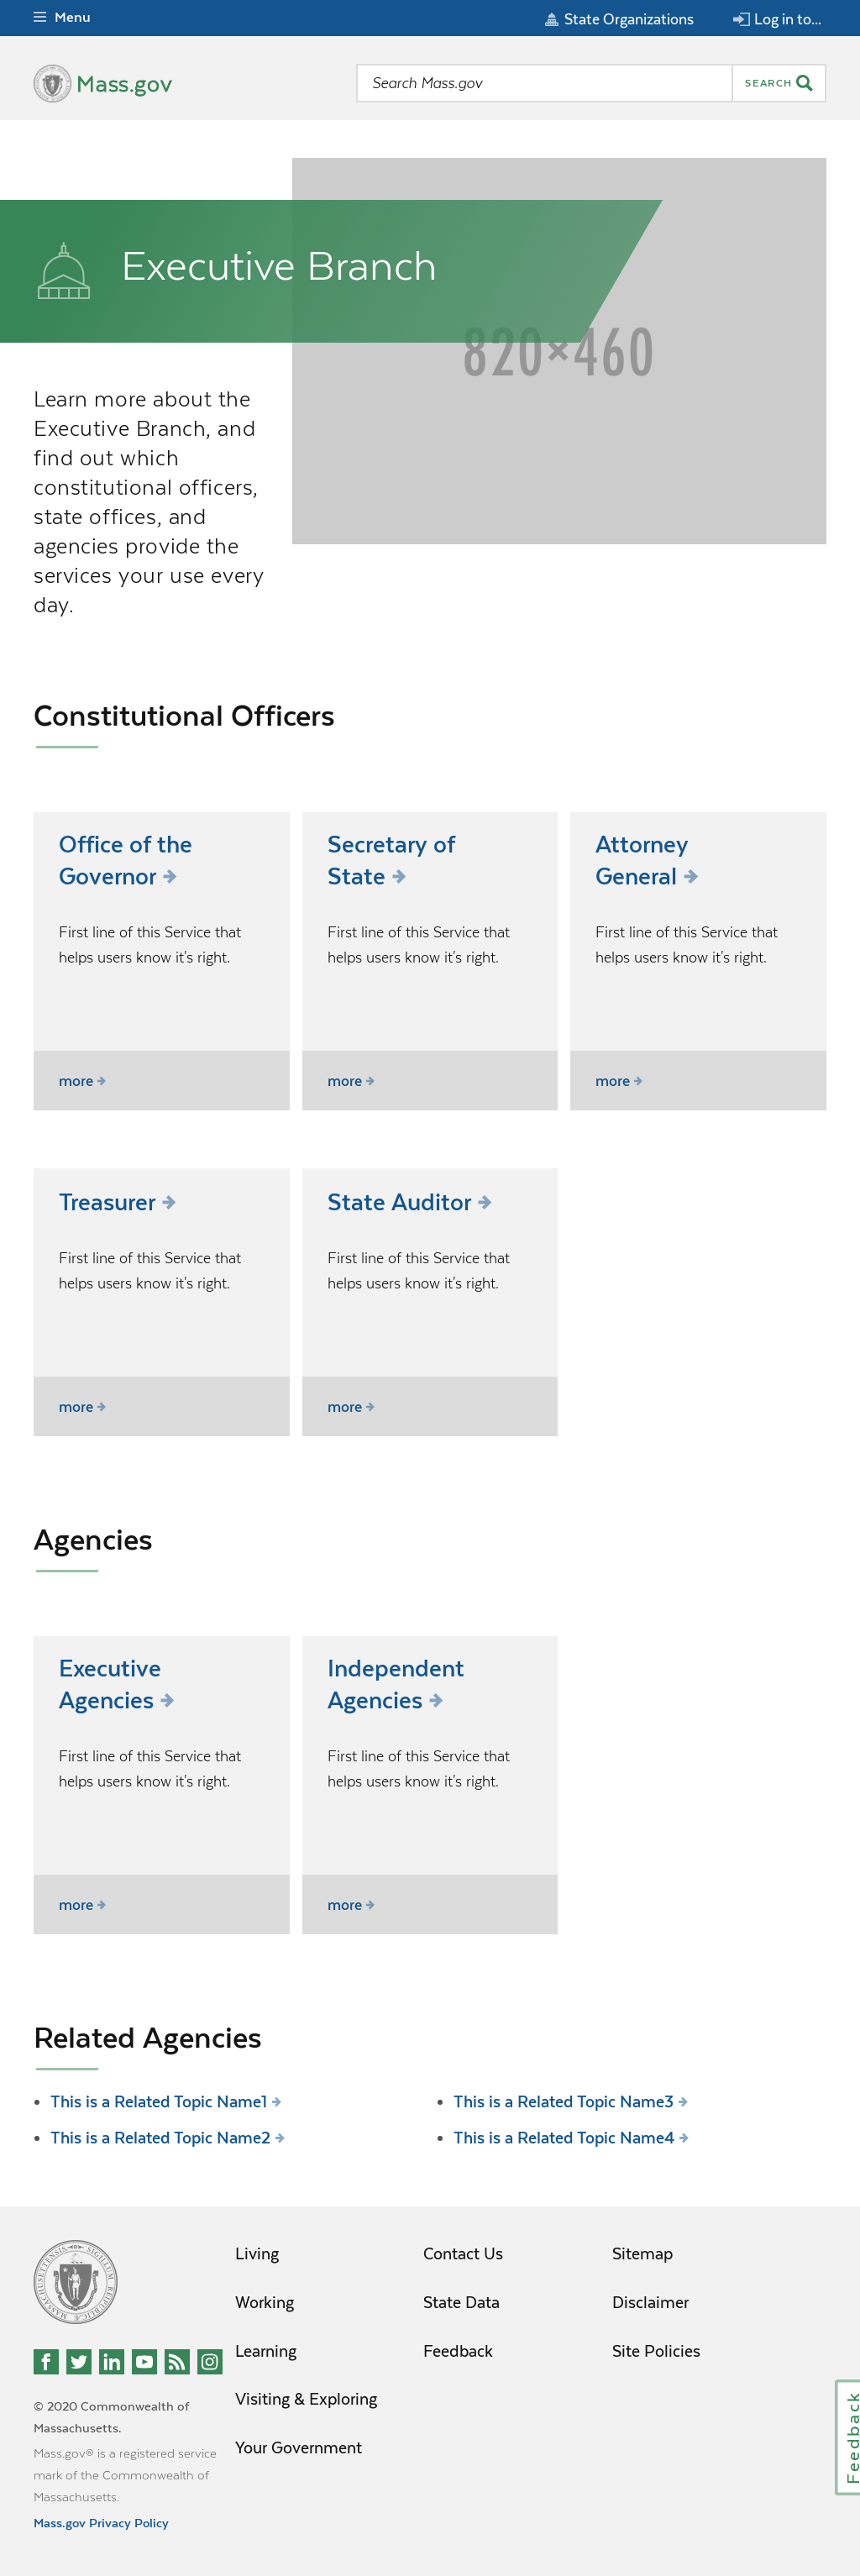 Menu
State Organizations
Log in to...
Mass.gov
Search Mass.gov
SEARCH
Executive Branch
820×460
Learn more about the
Executive Branch, and
find out which
constitutional officers,
state offices, and
agencies provide the
services your use every
day.
Constitutional Officers
Office of the
Governor
First line of this Service that
helps users know it's right.
more
Secretary of
State
First line of this Service that
helps users know it's right.
more
Attorney
General
First line of this Service that
helps users know it's right.
more
Treasurer
First line of this Service that
helps users know it's right.
more
State Auditor
First line of this Service that
helps users know it's right.
more
Agencies
Executive
Agencies
First line of this Service that
helps users know it's right.
more
Independent
Agencies
First line of this Service that
helps users know it's right.
more
Related Agencies
This is a Related Topic Name1
This is a Related Topic Name2
This is a Related Topic Name3
This is a Related Topic Name4
Living
Working
Learning
Visiting & Exploring
Your Government
Contact Us
State Data
Feedback
Sitemap
Disclaimer
Site Policies
© 2020 Commonwealth of
Massachusetts.
Mass.gov® is a registered service
mark of the Commonwealth of
Massachusetts.
Mass.gov Privacy Policy
Feedback